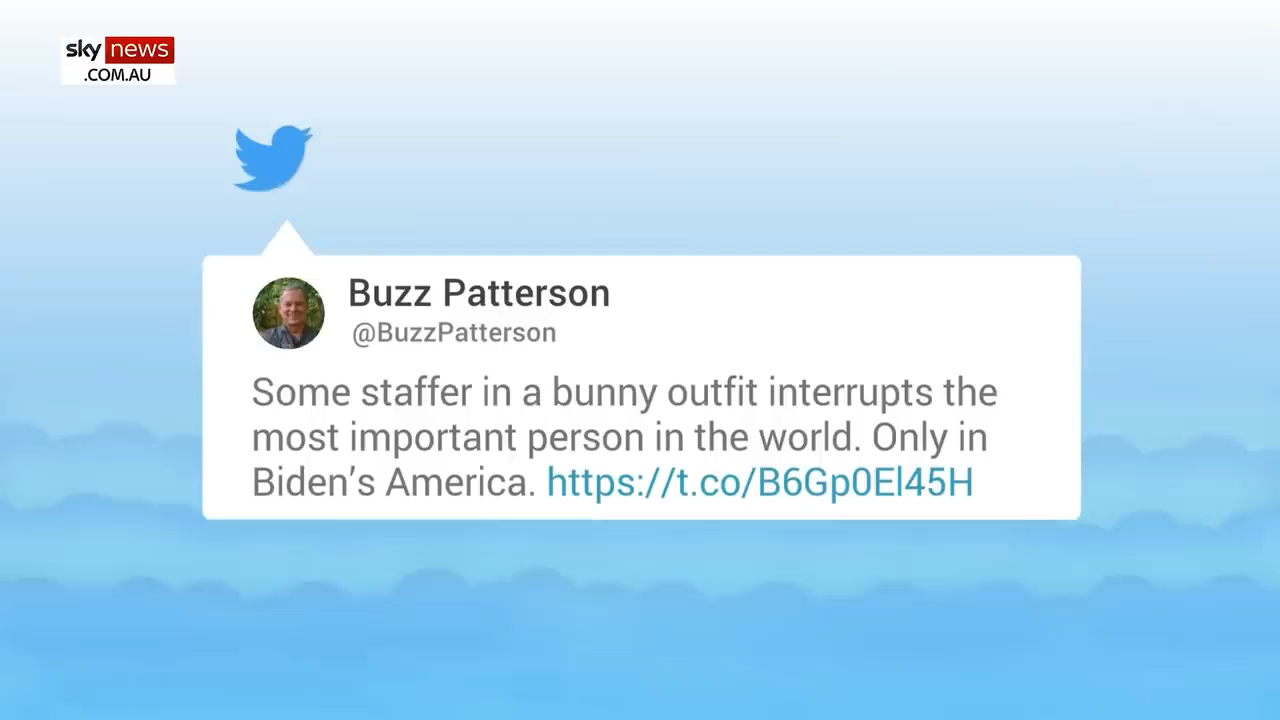 sky news
.COM.AU
Buzz Patterson
@BuzzPatterson
Some staffer in a bunny outfit interrupts the
most important person in the world. Only in
Biden's America. https://t.co/B6Gp0El45H